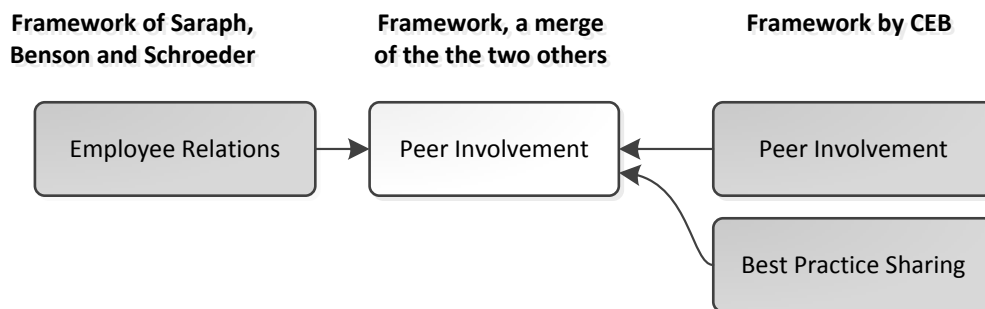 Framework of Saraph,
Benson and Schroeder
Framework, a merge
of the the two others
Framework by CEB
Employee Relations
Peer Involvement
Peer Involvement
Best Practice Sharing